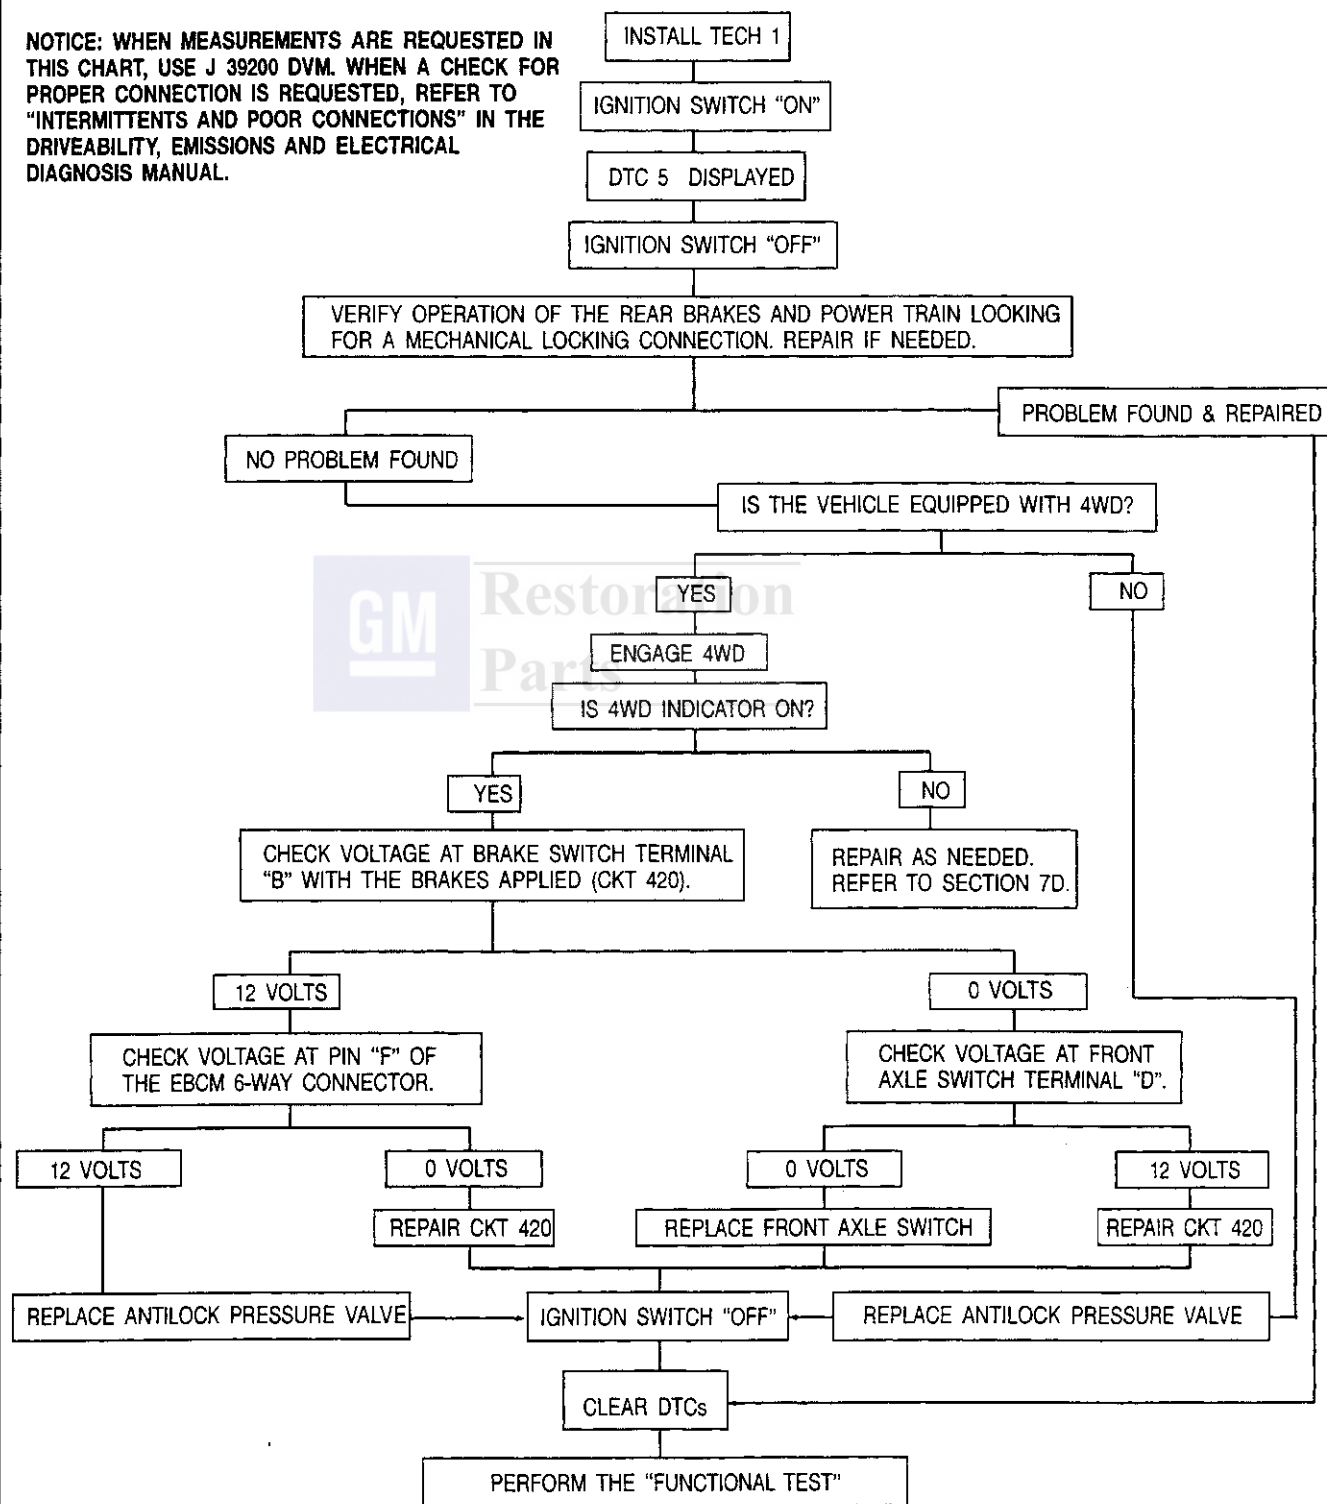 NOTICE: WHEN MEASUREMENTS ARE REQUESTED IN
THIS CHART, USE J 39200 DVM. WHEN A CHECK FOR
PROPER CONNECTION IS REQUESTED, REFER TO
"INTERMITTENTS AND POOR CONNECTIONS" IN THE
DRIVEABILITY, EMISSIONS AND ELECTRICAL
DIAGNOSIS MANUAL.
INSTALL TECH 1
IGNITION SWITCH "ON"
DTC 5 DISPLAYED
IGNITION SWITCH "OFF"
VERIFY OPERATION OF THE REAR BRAKES AND POWER TRAIN LOOKING
FOR A MECHANICAL LOCKING CONNECTION. REPAIR IF NEEDED.
PROBLEM FOUND & REPAIRED
NO PROBLEM FOUND
IS THE VEHICLE EQUIPPED WITH 4WD?
YES
NO
GM
Restoration
Parts
ENGAGE 4WD
IS 4WD INDICATOR ON?
YES
NO
CHECK VOLTAGE AT BRAKE SWITCH TERMINAL
"B" WITH THE BRAKES APPLIED (CKT 420).
REPAIR AS NEEDED.
REFER TO SECTION 7D.
12 VOLTS
0 VOLTS
CHECK VOLTAGE AT PIN "F" OF
THE EBCM 6-WAY CONNECTOR.
CHECK VOLTAGE AT FRONT
AXLE SWITCH TERMINAL "D".
12 VOLTS
0 VOLTS
0 VOLTS
12 VOLTS
REPAIR CKT 420
REPLACE FRONT AXLE SWITCH
REPAIR CKT 420
REPLACE ANTILOCK PRESSURE VALVE
IGNITION SWITCH "OFF"
REPLACE ANTILOCK PRESSURE VALVE
CLEAR DTCs
PERFORM THE "FUNCTIONAL TEST"